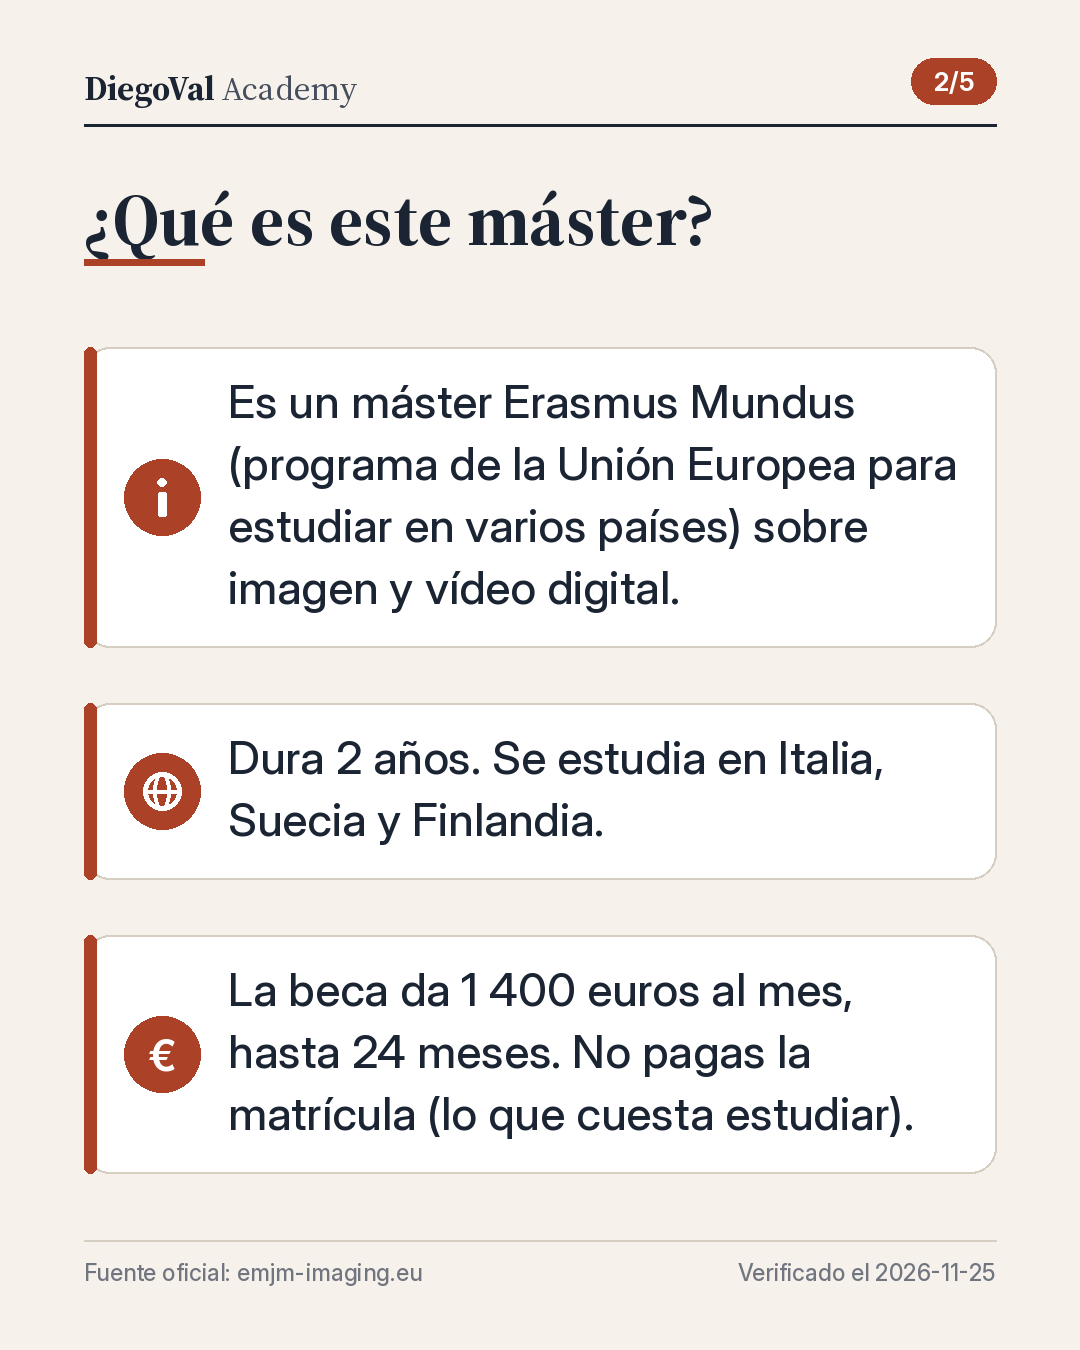 DiegoVal Academy
2/5
¿Qué es este máster?
Es un máster Erasmus Mundus
(programa de la Unión Europea para
estudiar en varios países) sobre
imagen y vídeo digital.
Dura 2 años. Se estudia en Italia,
Suecia y Finlandia.
La beca da 1 400 euros al mes,
€
hasta 24 meses. No pagas la
matrícula (lo que cuesta estudiar).
Fuente oficial: emjm-imaging.eu
Verificado el 2026-11-25